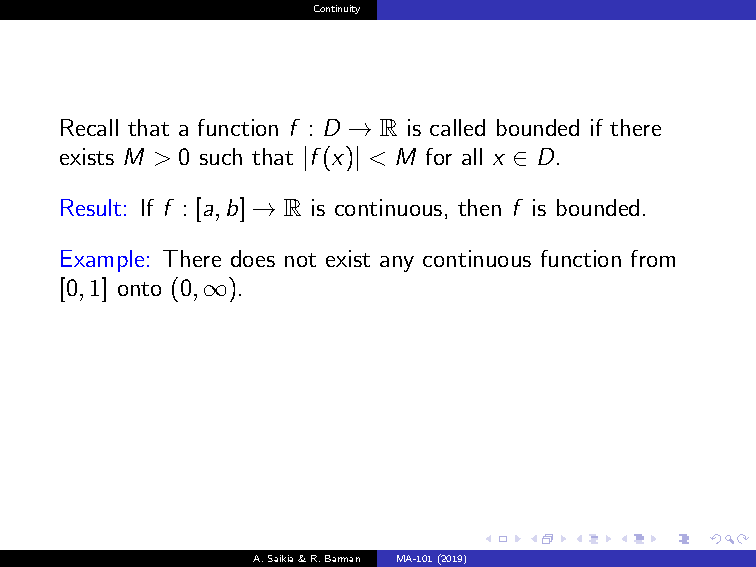 Continuity
Recall that a function f : D → ℝ is called bounded if there
exists M > 0 such that |f(x)| < M for all x ∈ D.
Result: If f : [a, b] → ℝ is continuous, then f is bounded.
Example: There does not exist any continuous function from
[0, 1] onto (0, ∞).
A. Saikia & R. Barman MA-101 (2019)